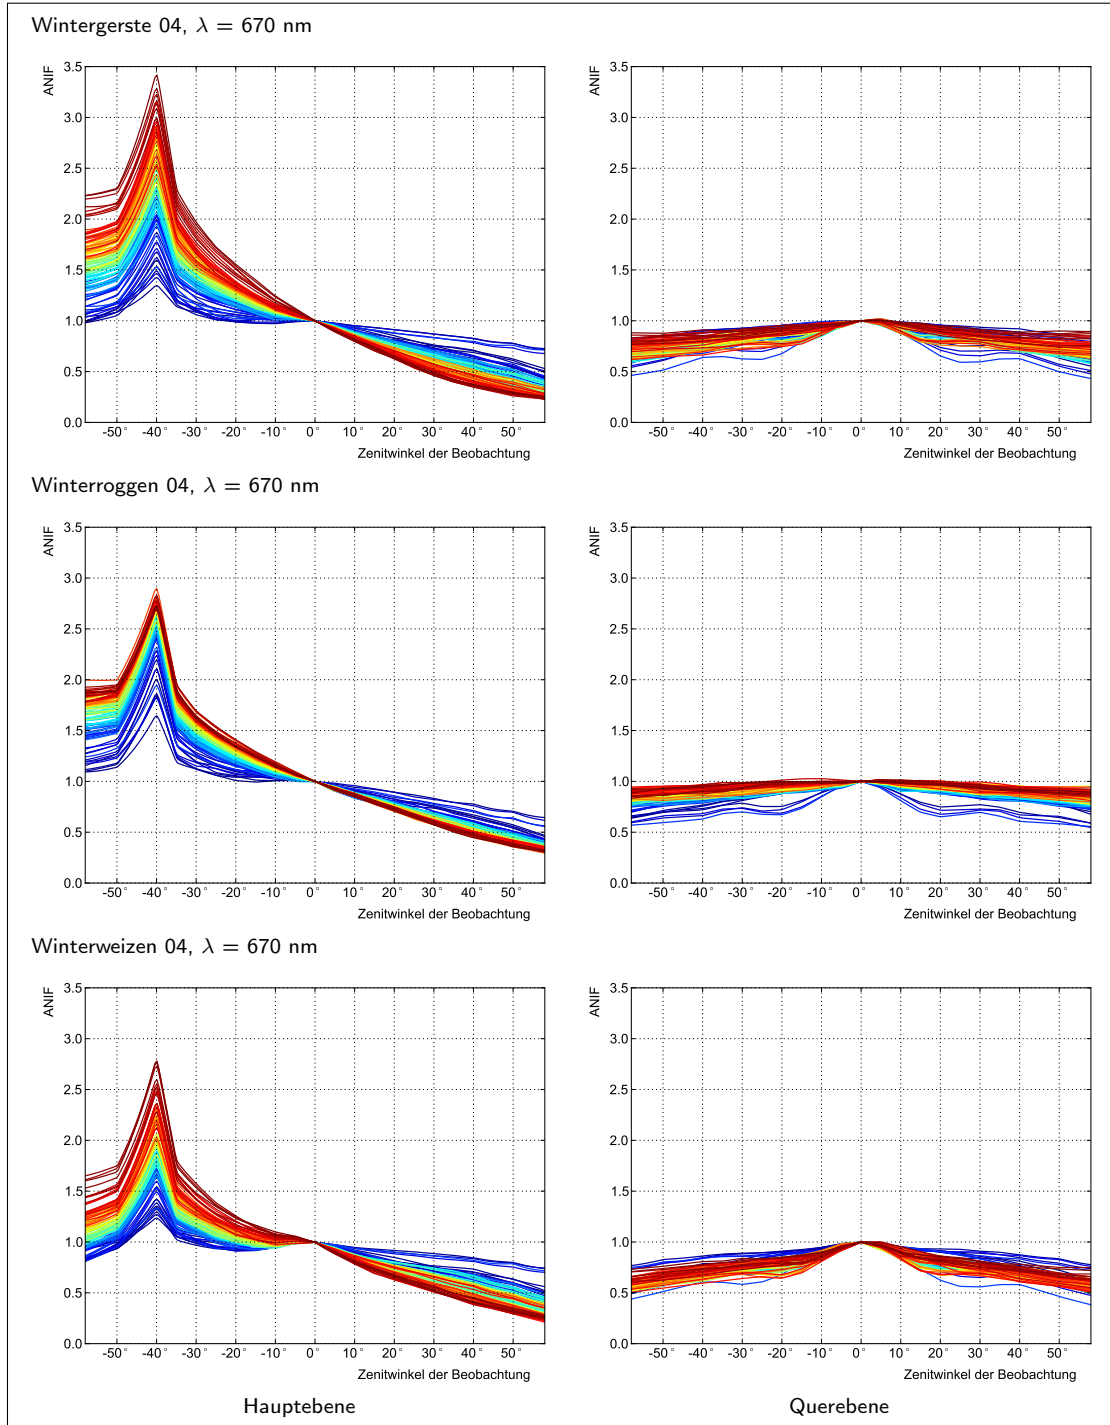 Wintergerste 04, λ = 670 nm
ANIF ANIF
3.5 3.5
3.0 3.0
2.5 2.5
2.0 2.0
1.5 1.5
1.0 1.0
0.5 0.5
0.0 0.0
-50° -40° -30° -20° -10° 0° 10° 20° 30° 40° 50° -50° -40° -30° -20° -10° 0° 10° 20° 30° 40° 50°
Zenitwinkel der Beobachtung Zenitwinkel der Beobachtung
Winterroggen 04, λ = 670 nm
ANIF ANIF
3.5 3.5
3.0 3.0
2.5 2.5
2.0 2.0
1.5 1.5
1.0 1.0
0.5 0.5
0.0 0.0
-50° -40° -30° -20° -10° 0° 10° 20° 30° 40° 50° -50° -40° -30° -20° -10° 0° 10° 20° 30° 40° 50°
Zenitwinkel der Beobachtung Zenitwinkel der Beobachtung
Winterweizen 04, λ = 670 nm
ANIF ANIF
3.5 3.5
3.0 3.0
2.5 2.5
2.0 2.0
1.5 1.5
1.0 1.0
0.5 0.5
0.0 0.0
-50° -40° -30° -20° -10° 0° 10° 20° 30° 40° 50° -50° -40° -30° -20° -10° 0° 10° 20° 30° 40° 50°
Zenitwinkel der Beobachtung Zenitwinkel der Beobachtung
Hauptebene Querebene